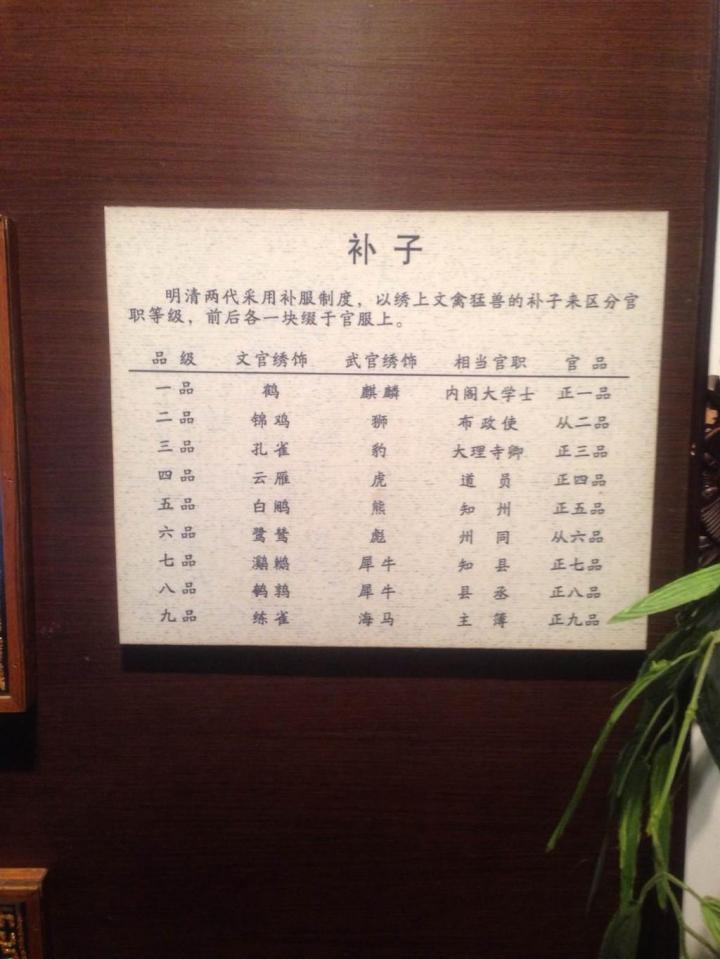 补子
明清两代采用补服制度，以绣上文禽猛兽的补子来区分官
职等级，前后各一块缀于官服上。
品级 文官绣饰 武官绣饰 相当官职 官品
一品 鹤 麒麟 内阁大学士 正一品
二品 锦鸡 狮 布政使 从二品
三品 孔雀 豹 大理寺卿 正三品
四品 云雁 虎 道员 正四品
五品 白鹇 熊 知州 正五品
六品 鹭鸶 彪 州同 从六品
七品 鸂鶒 犀牛 知县 正七品
八品 鹌鹑 犀牛 县丞 正八品
九品 练雀 海马 主簿 正九品